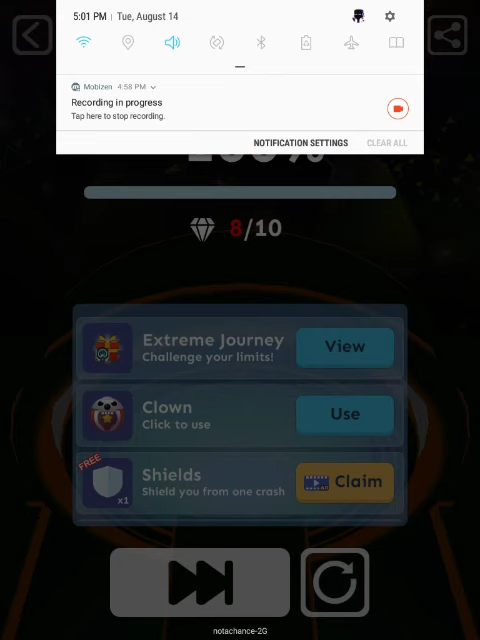 5:01 PM | Tue, August 14
Mobizen 4:58 PM
Recording in progress
Tap here to stop recording.
NOTIFICATION SETTINGS CLEAR ALL
8/10
Extreme Journey
Challenge your limits!
View
Clown
Click to use
Use
FREE
x1
Shields
Shield you from one crash
Claim
notachance-2G